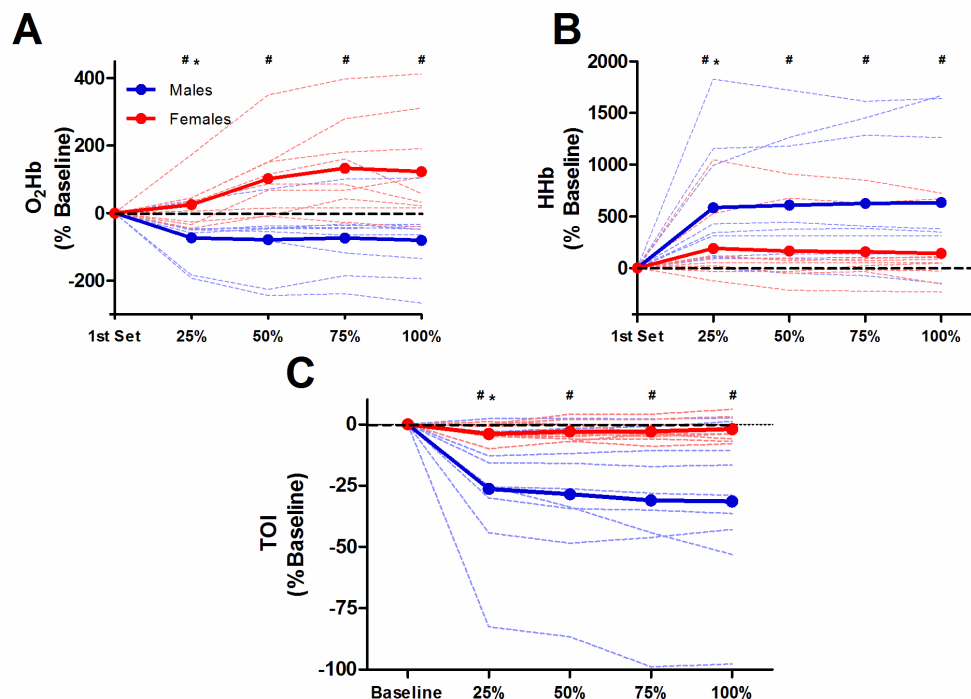 A
O2Hb
(% Baseline)
400
200
0
-200
# *
#
#
#
Males
Females
1st Set
25%
50%
75%
100%
B
HHb
(% Baseline)
2000
1500
1000
500
0
# *
#
#
#
1st Set
25%
50%
75%
100%
C
TOI
(%Baseline)
0
-25
-50
-75
-100
# *
#
#
#
Baseline
25%
50%
75%
100%